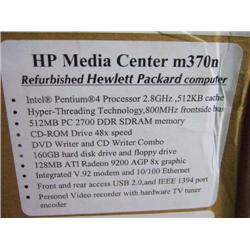 HP Media Center m370n
Refurbished Hewlett Packard computer
Intel® Pentium®4 Processor 2.8GHz ,512KB cache
Hyper-Threading Technology,800MHz frontside bus
512MB PC 2700 DDR SDRAM memory
CD-ROM Drive 48x speed
DVD Writer and CD Writer Combo
160GB hard disk drive and floppy drive
128MB ATI Radeon 9200 AGP 8x graphic
Integrated V.92 modem and 10/100 Ethernet
Front and rear access USB 2.0,and IEEE 1394 port
Personel Video recorder with hardware TV tuner
encoder